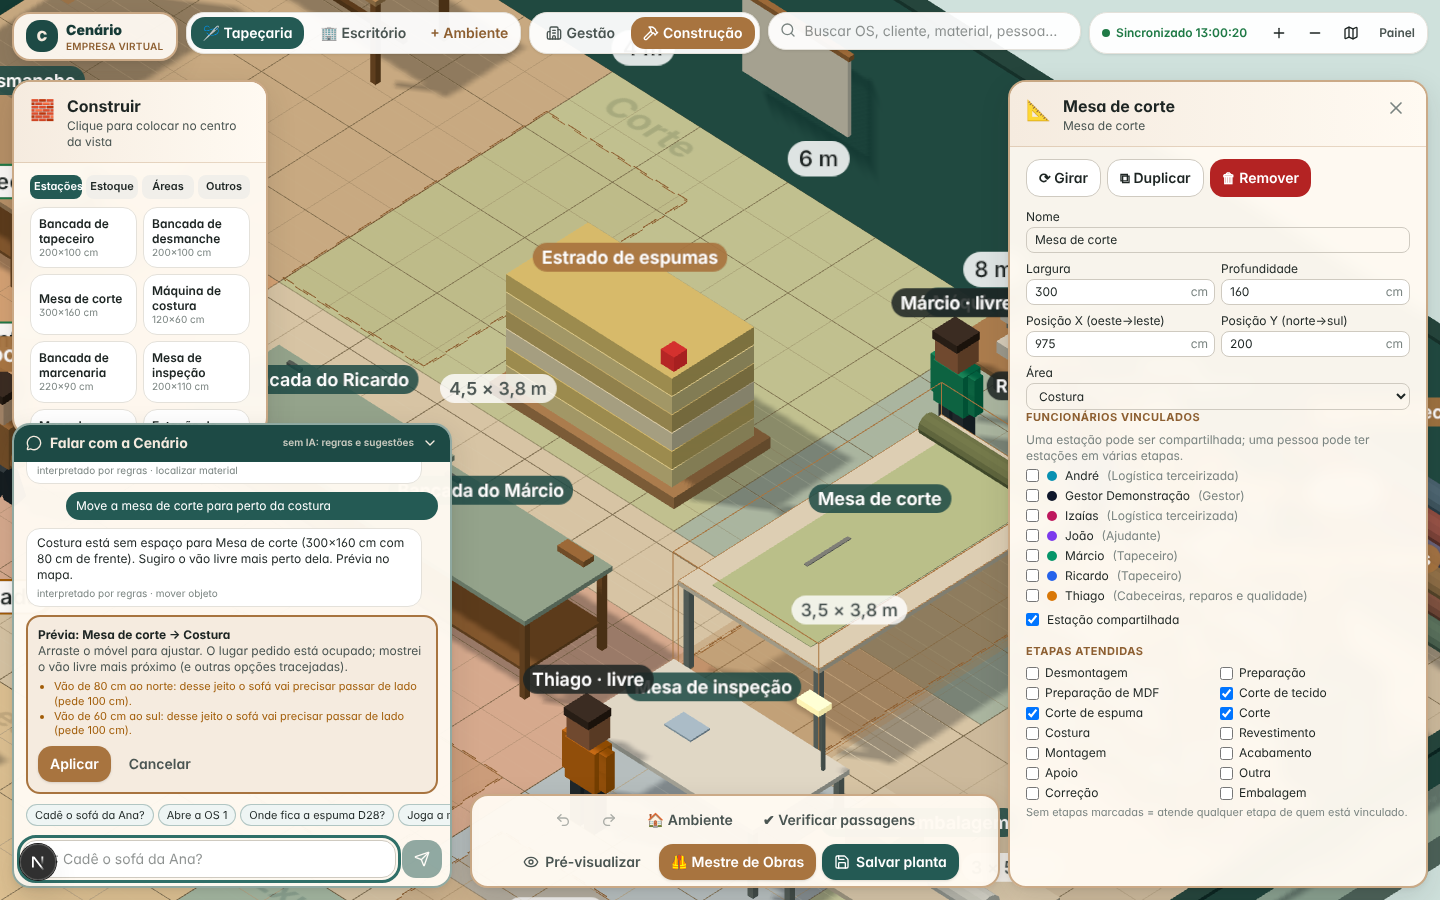 C
Cenário
EMPRESA VIRTUAL
Tapeçaria
Escritório
+ Ambiente
Gestão
Construção
Buscar OS, cliente, material, pessoa...
Sincronizado 13:00:20
Painel
Construir
Clique para colocar no centro
da vista
Estações
Estoque
Áreas
Outros
Bancada de
tapeceiro
200×100 cm
Bancada de
desmanche
200×100 cm
Mesa de corte
300×160 cm
Máquina de
costura
120×60 cm
Bancada de
marcenaria
220×90 cm
Mesa de
inspeção
200×110 cm
Corte
6 m
Estrado de espumas
8 m
Márcio · livre
cada do Ricardo
4,5 × 3,8 m
ada do Márcio
Mesa de corte
3,5 × 3,8 m
Thiago · livre
esa de inspeção
Falar com a Cenário
sem IA: regras e sugestões
interpretado por regras · localizar material
Move a mesa de corte para perto da costura
Costura está sem espaço para Mesa de corte (300×160 cm com
80 cm de frente). Sugiro o vão livre mais perto dela. Prévia no
mapa.
interpretado por regras · mover objeto
Prévia: Mesa de corte → Costura
Arraste o móvel para ajustar. O lugar pedido está ocupado; mostrei
o vão livre mais próximo (e outras opções tracejadas).
• Vão de 80 cm ao norte: desse jeito o sofá vai precisar passar de lado
(pede 100 cm).
• Vão de 60 cm ao sul: desse jeito o sofá vai precisar passar de lado
(pede 100 cm).
Aplicar
Cancelar
Cadê o sofá da Ana?
Abre a OS 1
Onde fica a espuma D28?
Joga a
N
Cadê o sofá da Ana?
Ambiente
✔ Verificar passagens
Pré-visualizar
Mestre de Obras
Salvar planta
Mesa de corte
Mesa de corte
⟳ Girar
⧉ Duplicar
Remover
Nome
Mesa de corte
Largura
Profundidade
300 cm
160 cm
Posição X (oeste→leste)
Posição Y (norte→sul)
975 cm
200 cm
Área
Costura
FUNCIONÁRIOS VINCULADOS
Uma estação pode ser compartilhada; uma pessoa pode ter
estações em várias etapas.
André (Logística terceirizada)
Gestor Demonstração (Gestor)
Izaías (Logística terceirizada)
João (Ajudante)
Márcio (Tapeceiro)
Ricardo (Tapeceiro)
Thiago (Cabeceiras, reparos e qualidade)
Estação compartilhada
ETAPAS ATENDIDAS
Desmontagem
Preparação
Preparação de MDF
Corte de tecido
Corte de espuma
Corte
Costura
Revestimento
Montagem
Acabamento
Apoio
Outra
Correção
Embalagem
Sem etapas marcadas = atende qualquer etapa de quem está vinculado.